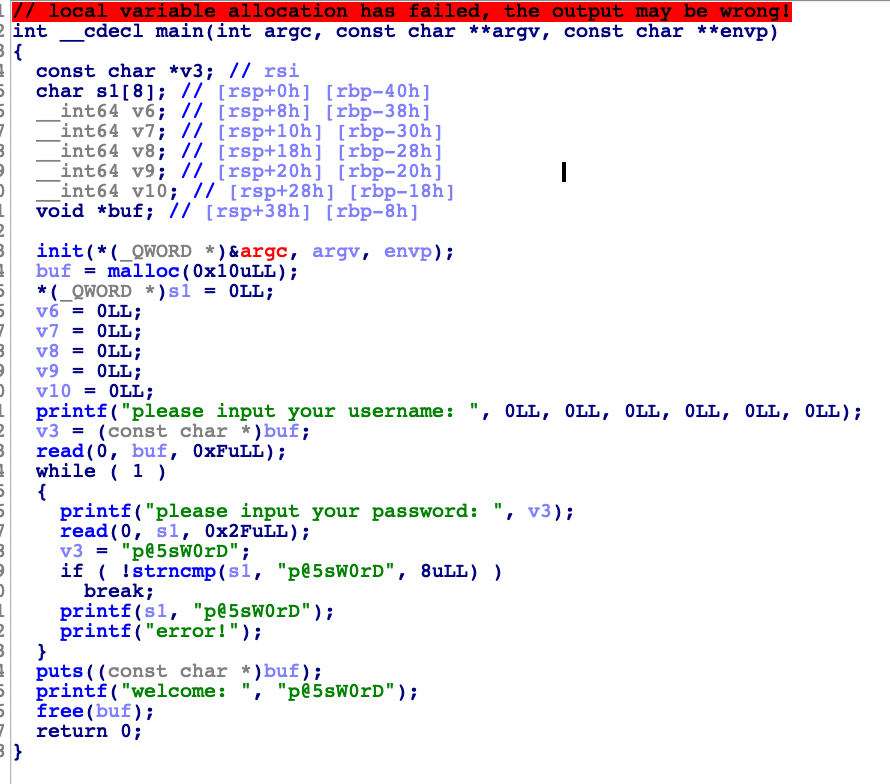 // local variable allocation has failed, the output may be wrong!
int __cdecl main(int argc, const char **argv, const char **envp)
{
  const char *v3; // rsi
  char s1[8]; // [rsp+0h] [rbp-40h]
  __int64 v6; // [rsp+8h] [rbp-38h]
  __int64 v7; // [rsp+10h] [rbp-30h]
  __int64 v8; // [rsp+18h] [rbp-28h]
  __int64 v9; // [rsp+20h] [rbp-20h]
  __int64 v10; // [rsp+28h] [rbp-18h]
  void *buf; // [rsp+38h] [rbp-8h]

  init(*(_QWORD *)&argc, argv, envp);
  buf = malloc(0x10uLL);
  *(_QWORD *)s1 = 0LL;
  v6 = 0LL;
  v7 = 0LL;
  v8 = 0LL;
  v9 = 0LL;
  v10 = 0LL;
  printf("please input your username: ", 0LL, 0LL, 0LL, 0LL, 0LL, 0LL);
  v3 = (const char *)buf;
  read(0, buf, 0xFuLL);
  while ( 1 )
  {
    printf("please input your password: ", v3);
    read(0, s1, 0x2FuLL);
    v3 = "p@5sW0rD";
    if ( !strncmp(s1, "p@5sW0rD", 8uLL) )
      break;
    printf(s1, "p@5sW0rD");
    printf("error!");
  }
  puts((const char *)buf);
  printf("welcome: ", "p@5sW0rD");
  free(buf);
  return 0;
}